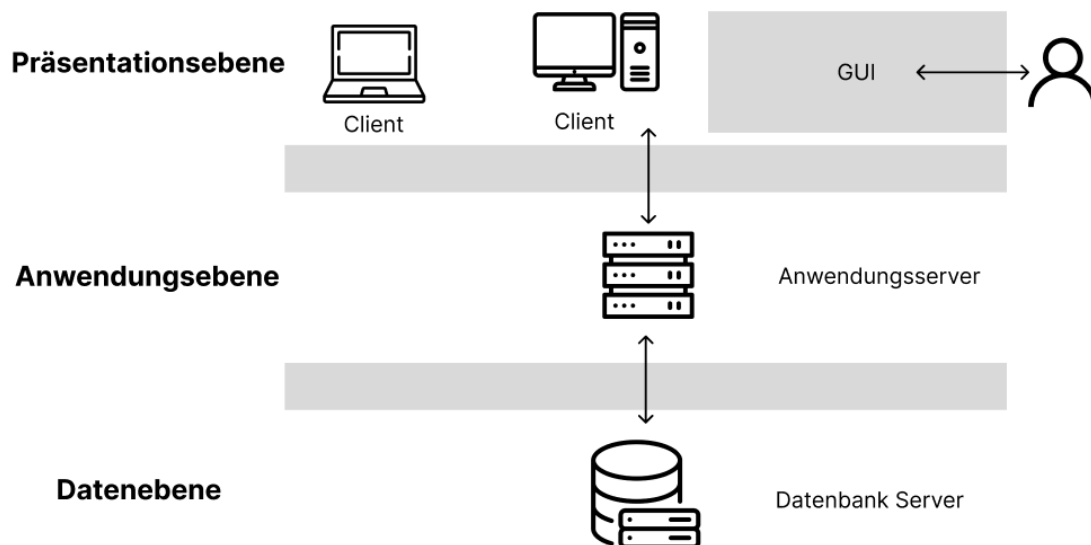 Präsentationsebene
Client
Client
GUI
Anwendungsebene
Anwendungsserver
Datenebene
Datenbank Server